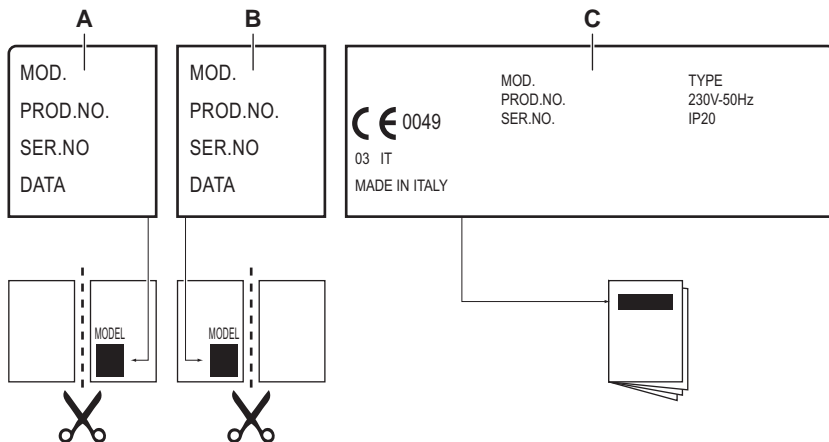 A
B
C
MOD.
PROD.NO.
SER.NO
DATA
MOD.
PROD.NO.
SER.NO
DATA
MOD.
PROD.NO.
SER.NO.
TYPE
230V-50Hz
IP20
CE 0049
03 IT
MADE IN ITALY
MODEL
MODEL